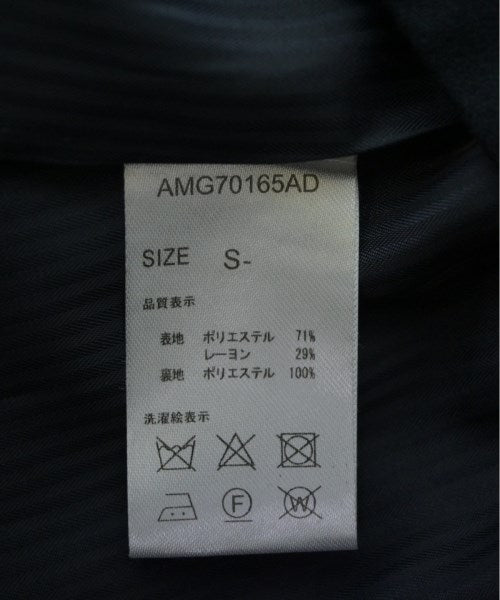 AMG70165AD
SIZE S-
品質表示
表地 ポリエステル 71%
レーヨン 29%
裏地 ポリエステル 100%
洗濯絵表示
F W